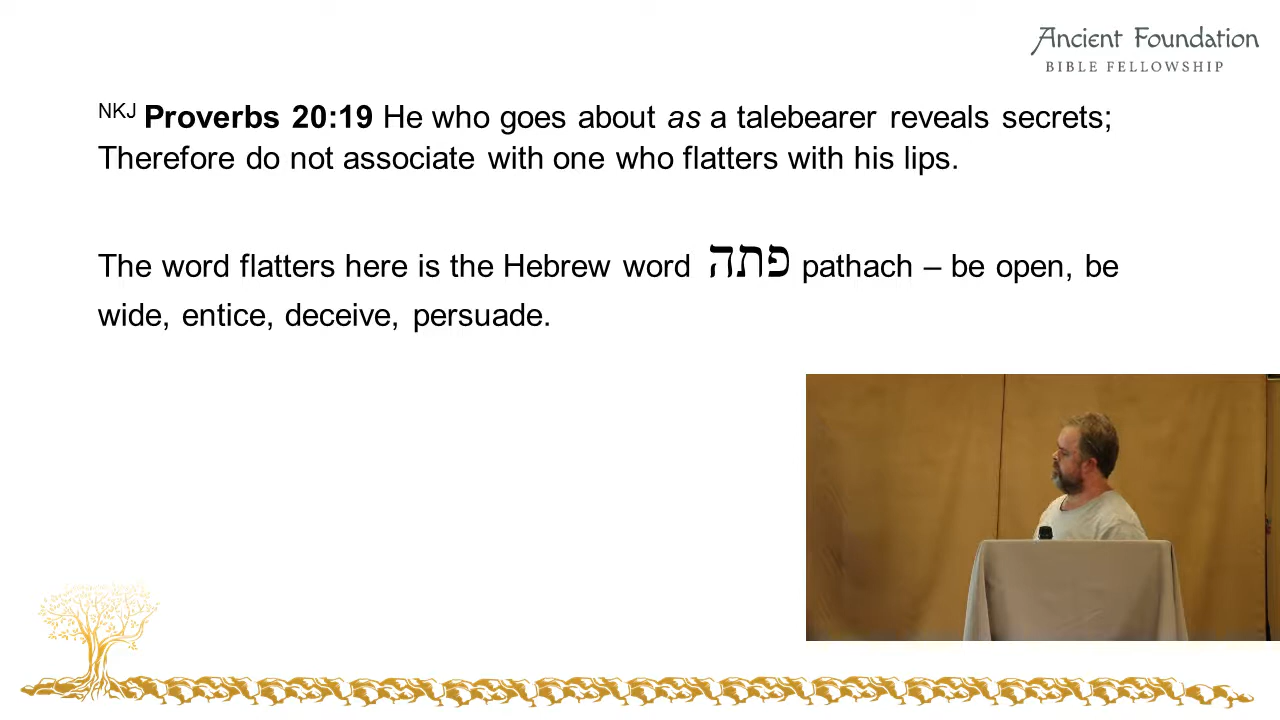 Ancient Foundation
BIBLE FELLOWSHIP
NKJ Proverbs 20:19 He who goes about as a talebearer reveals secrets;
Therefore do not associate with one who flatters with his lips.
The word flatters here is the Hebrew word פתה pathach – be open, be
wide, entice, deceive, persuade.